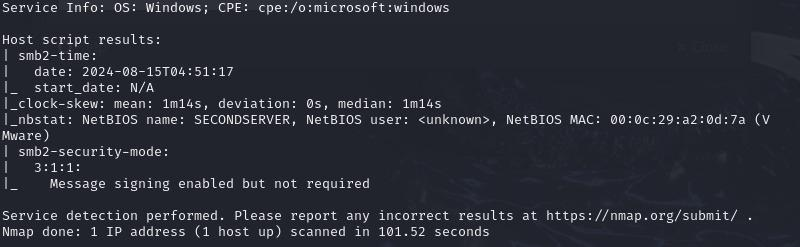 Service Info: OS: Windows; CPE: cpe:/o:microsoft:windows
Host script results:
| smb2-time:
|   date: 2024-08-15T04:51:17
|_  start_date: N/A
|_clock-skew: mean: 1m14s, deviation: 0s, median: 1m14s
|_nbstat: NetBIOS name: SECONDSERVER, NetBIOS user: <unknown>, NetBIOS MAC: 00:0c:29:a2:0d:7a (V
Mware)
| smb2-security-mode:
|   3:1:1:
|_    Message signing enabled but not required
Service detection performed. Please report any incorrect results at https://nmap.org/submit/ .
Nmap done: 1 IP address (1 host up) scanned in 101.52 seconds